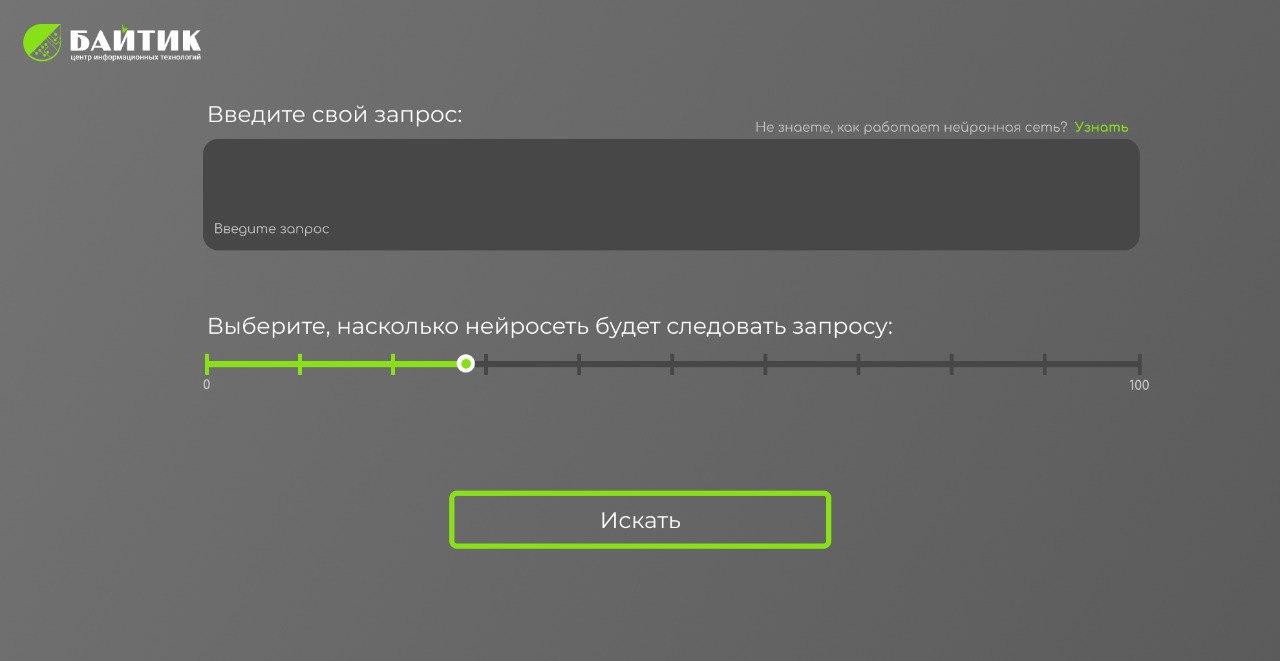 БАЙТИК
центр информационных технологий
Введите свой запрос:
Не знаете, как работает нейронная сеть? Узнать
Введите запрос
Выберите, насколько нейросеть будет следовать запросу:
0 100
Искать